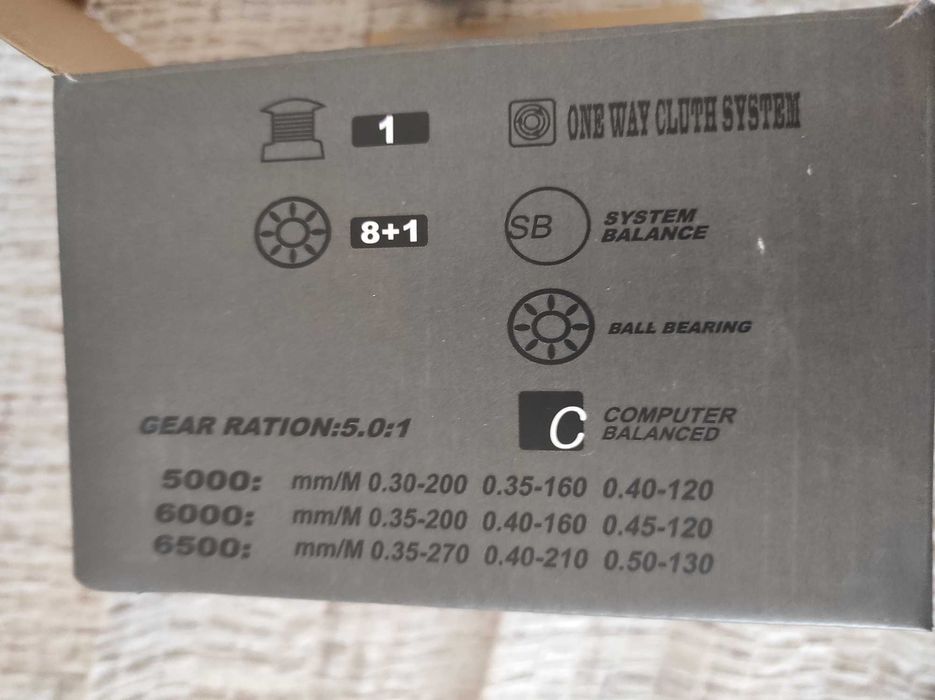 1
ONE WAY CLUTH SYSTEM
8+1
SB
SYSTEM
BALANCE
BALL BEARING
C
COMPUTER
BALANCED
GEAR RATION:5.0:1
5000: mm/M 0.30-200 0.35-160 0.40-120
6000: mm/M 0.35-200 0.40-160 0.45-120
6500: mm/M 0.35-270 0.40-210 0.50-130